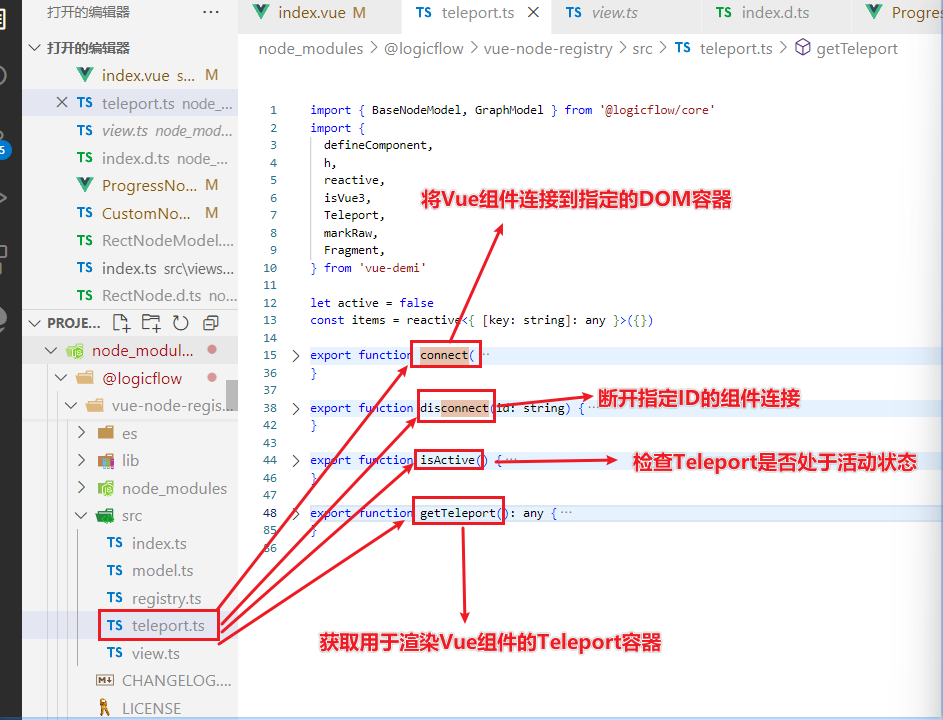 打开的编辑器 ···
index.vue M
TS teleport.ts
TS view.ts
TS index.d.ts
Progres
node_modules > @logicflow > vue-node-registry > src > TS teleport.ts > getTeleport
打开的编辑器
index.vue s... M
TS teleport.ts node_...
TS view.ts node_mod...
TS index.d.ts node_...
ProgressNo... M
TS CustomNo... M
TS RectNodeModel....
TS index.ts src\views...
TS RectNode.d.ts no...
5
PROJE...
node_modul...
@logicflow
vue-node-regis...
es
lib
node_modules
src
TS index.ts
TS model.ts
TS registry.ts
TS teleport.ts
TS view.ts
CHANGELOG....
LICENSE
1 import { BaseNodeModel, GraphModel } from '@logicflow/core'
2 import {
3 defineComponent,
4 h,
5 reactive,
6 isVue3,
7 Teleport,
8 markRaw,
9 Fragment,
10 } from 'vue-demi'
11
12 let active = false
13 const items = reactive<{ [key: string]: any }>({})
14
15 export function connect( ···
36 }
37
38 export function disconnect(id: string) { ···
42 }
43
44 export function isActive() { ···
46 }
47
48 export function getTeleport(): any { ···
85 }
86
将Vue组件连接到指定的DOM容器
断开指定ID的组件连接
检查Teleport是否处于活动状态
获取用于渲染Vue组件的Teleport容器